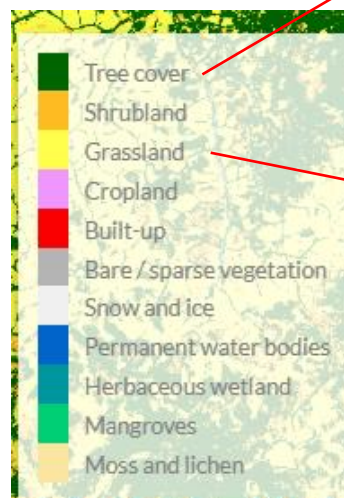 Tree cover
Shrubland
Grassland
Cropland
Built-up
Bare / sparse vegetation
Snow and ice
Permanent water bodies
Herbaceous wetland
Mangroves
Moss and lichen